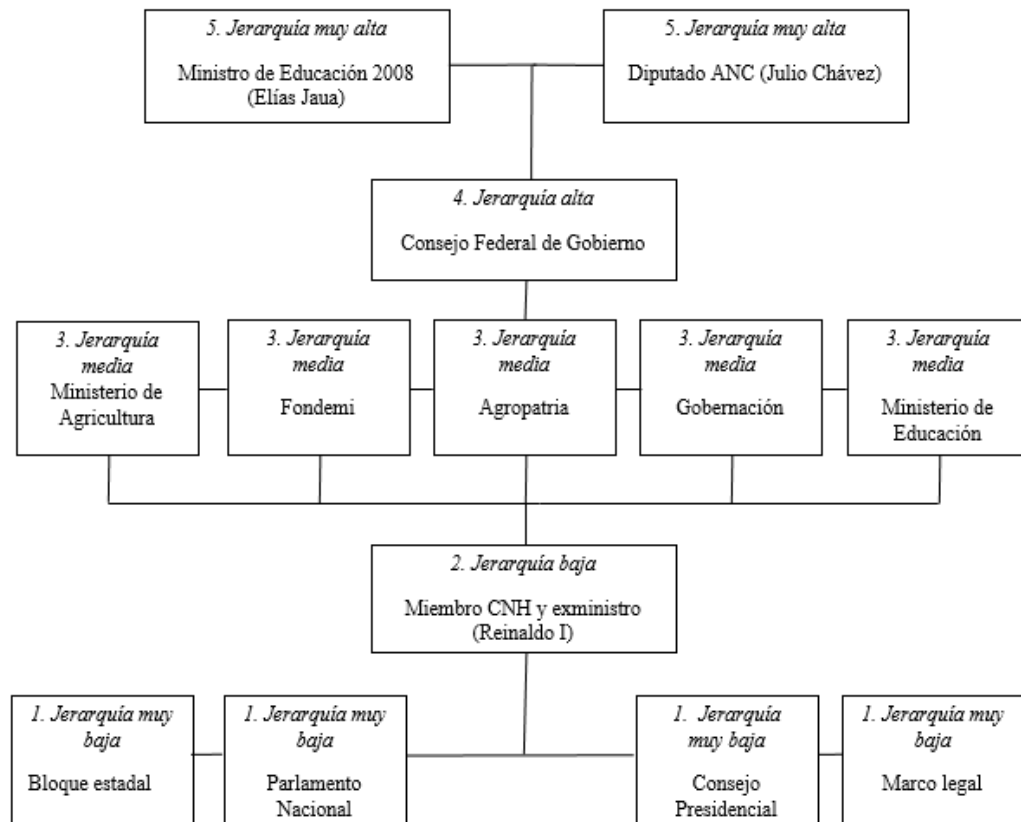 5. Jerarquía muy alta
Ministro de Educación 2008
(Elías Jaua)
5. Jerarquía muy alta
Diputado ANC (Julio Chávez)
4. Jerarquía alta
Consejo Federal de Gobierno
3. Jerarquía
media
Ministerio de
Agricultura
3. Jerarquía
media
Fondemi
3. Jerarquía
media
Agropatria
3. Jerarquía
media
Gobernación
3. Jerarquía
media
Ministerio de
Educación
2. Jerarquía baja
Miembro CNH y exministro
(Reinaldo I)
1. Jerarquía muy
baja
Bloque estadal
1. Jerarquía muy
baja
Parlamento
Nacional
1. Jerarquía
muy baja
Consejo
Presidencial
1. Jerarquía muy
baja
Marco legal